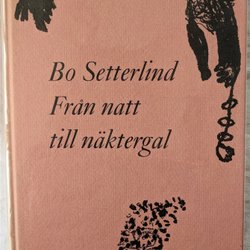 Bo Setterlind
Från natt
till näktergal